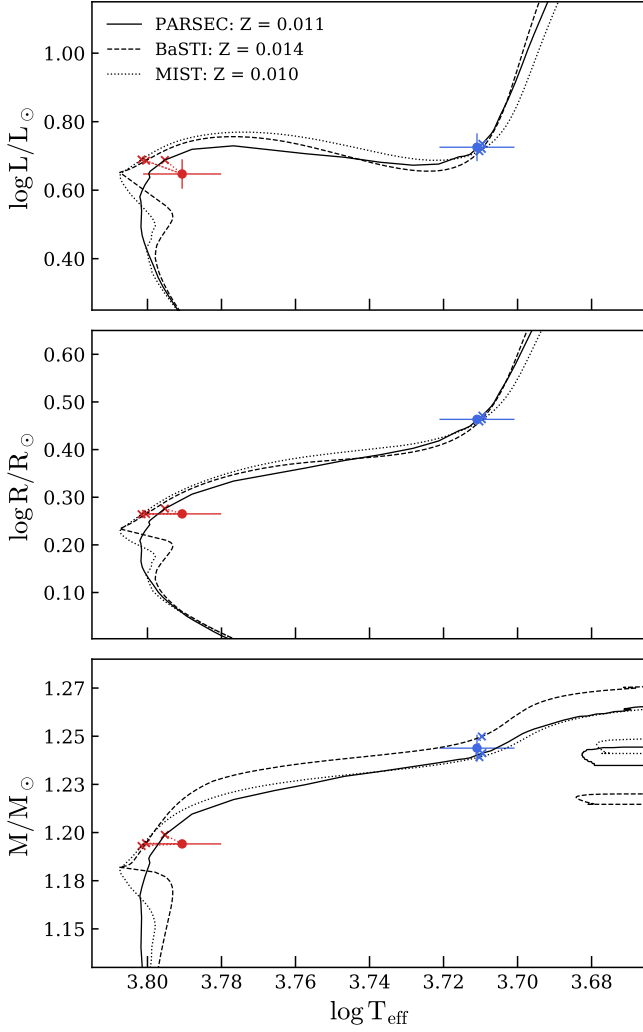 PARSEC: Z = 0.011
BaSTI: Z = 0.014
MIST: Z = 0.010
1.00
0.80
0.60
0.40
log L/L⊙
0.60
0.50
0.40
0.30
0.20
0.10
log R/R⊙
1.27
1.25
1.23
1.20
1.18
1.15
M/M⊙
3.80 3.78 3.76 3.74 3.72 3.70 3.68
log Teff